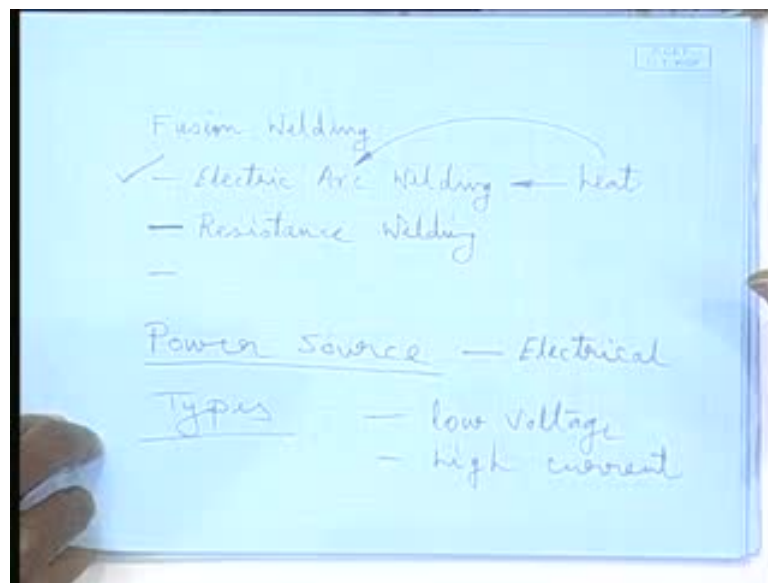 Fusion Welding
✓ — Electric Arc Welding ← heat
— Resistance Welding
—
Power Source — Electrical
Types — low voltage
- high current